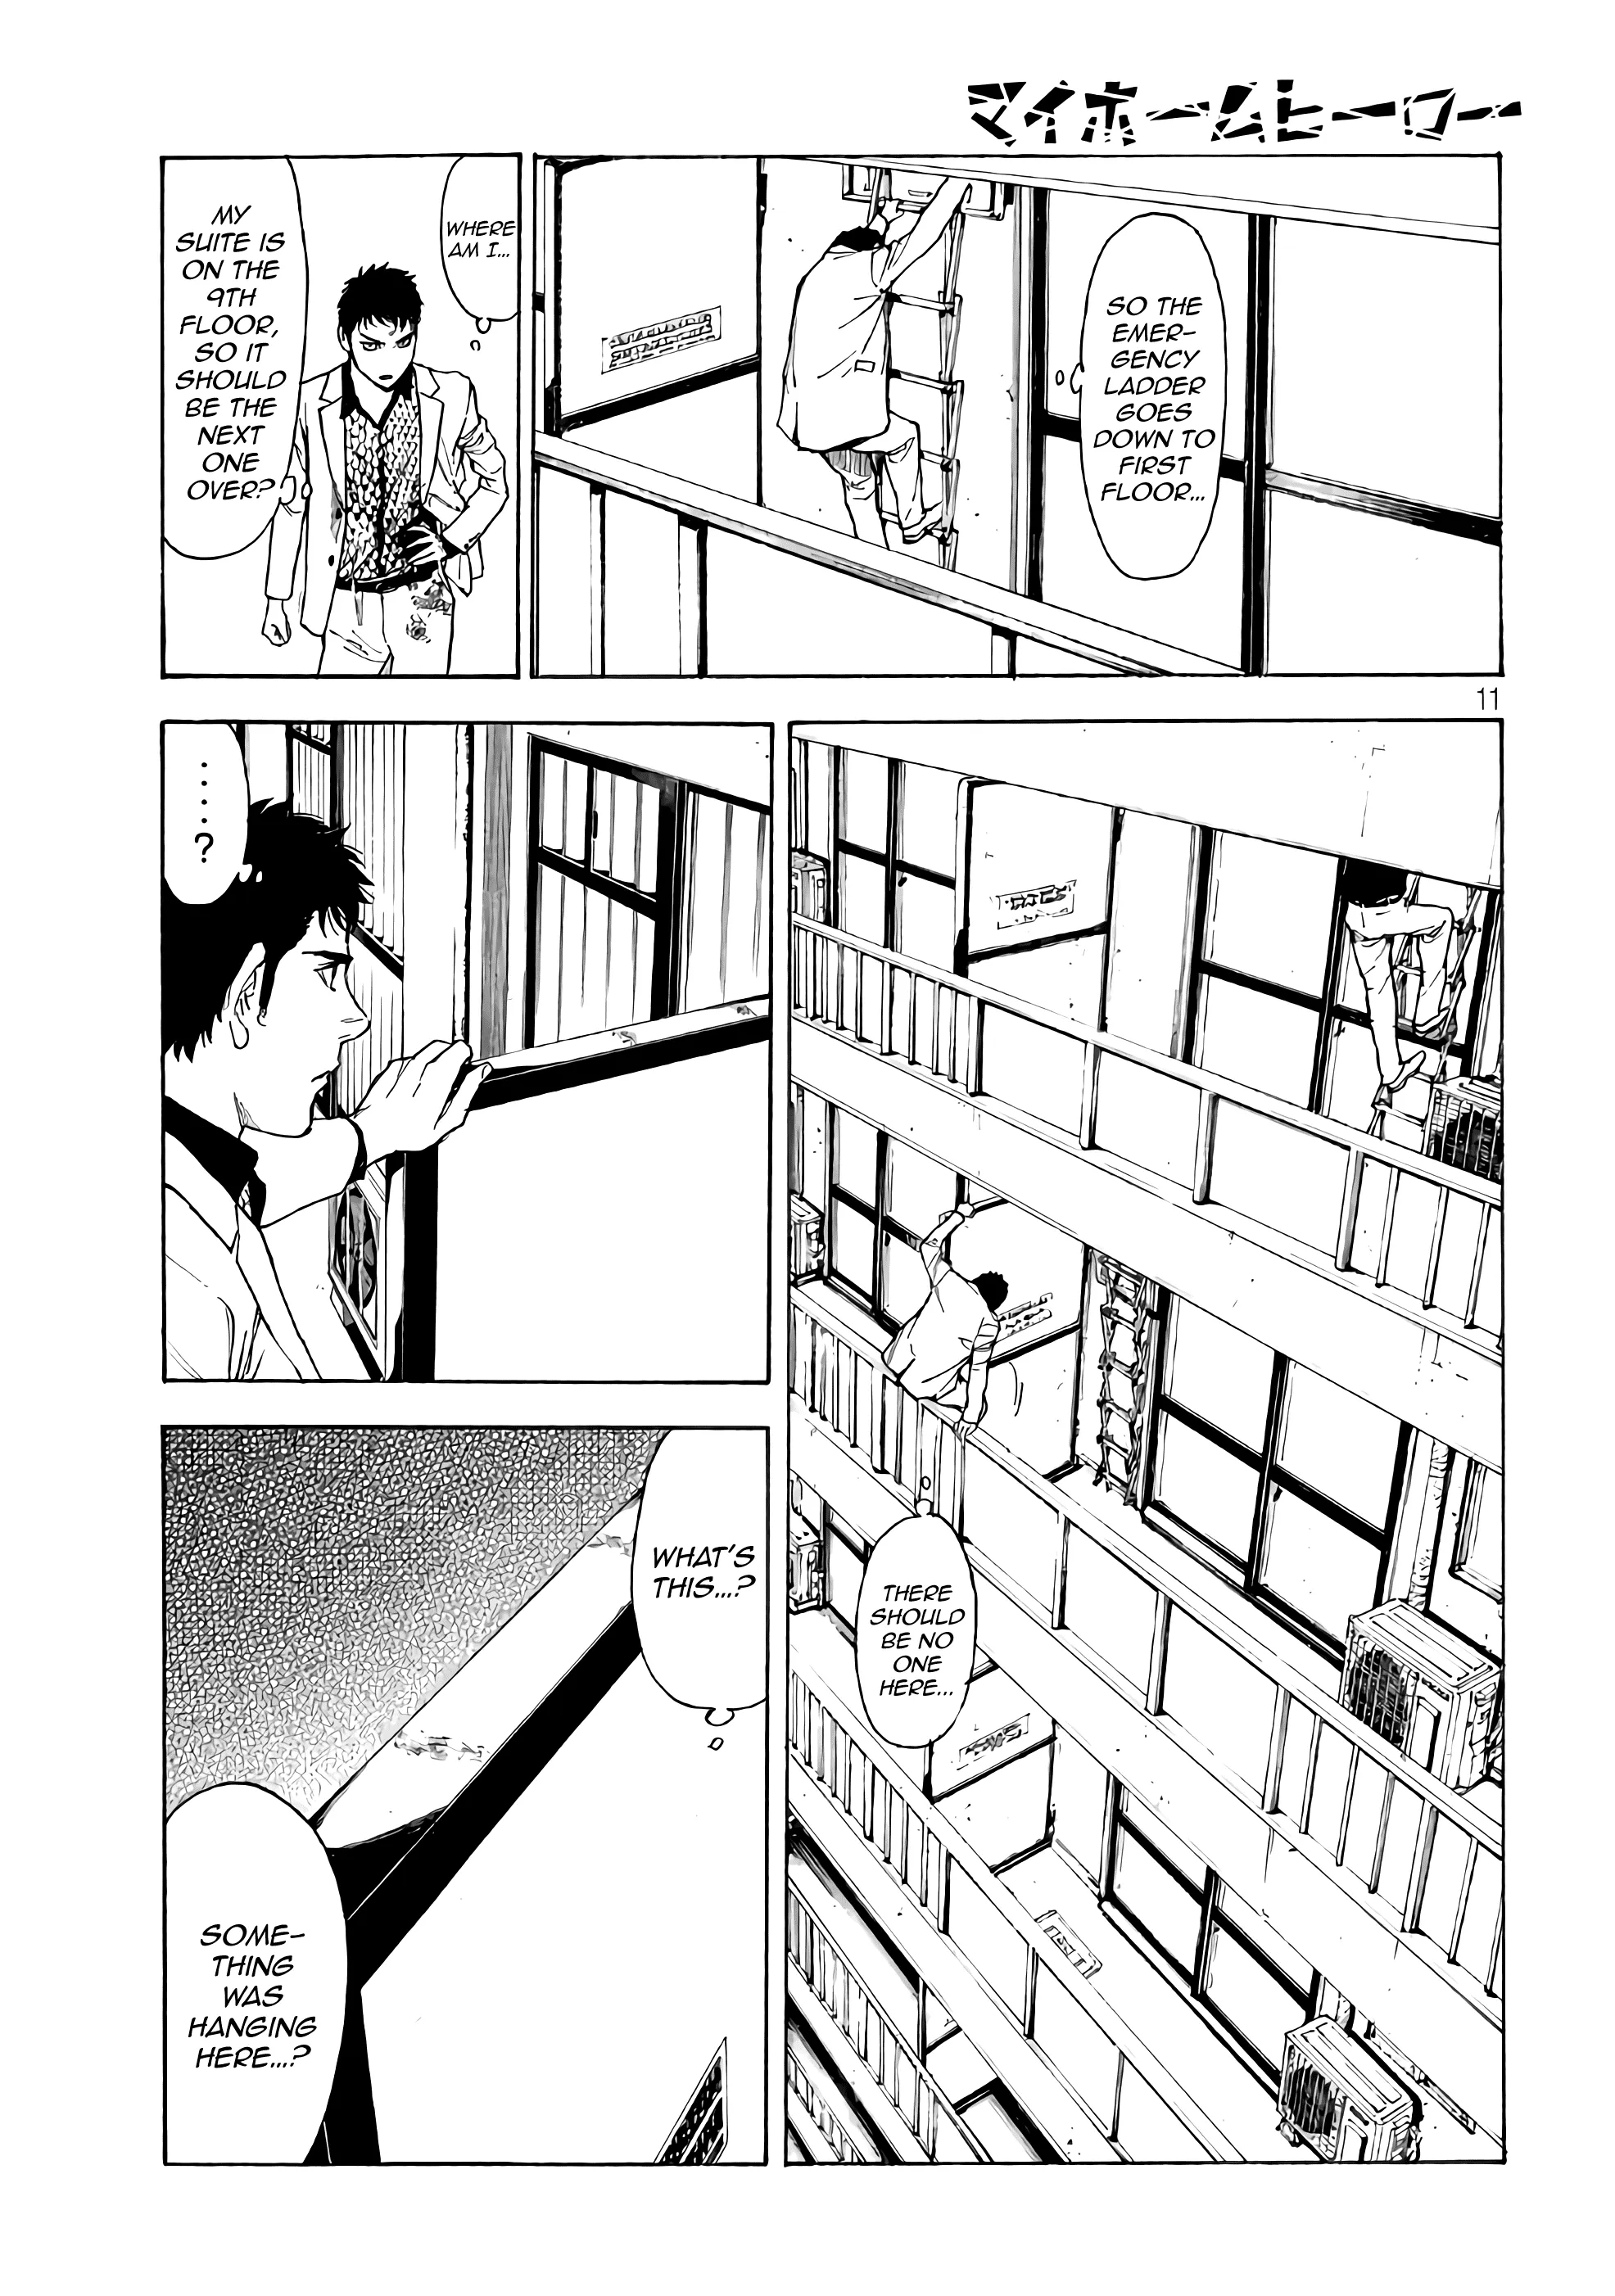 マイホームヒーロー
SO THE
EMER-
GENCY
LADDER
GOES
DOWN TO
FIRST
FLOOR...
WHERE
AM I...
MY
SUITE IS
ON THE
9TH
FLOOR,
SO IT
SHOULD
BE THE
NEXT
ONE
OVER?
11
THERE
SHOULD
BE NO
ONE
HERE...
.....?
WHAT'S
THIS...?
SOME-
THING
WAS
HANGING
HERE...?